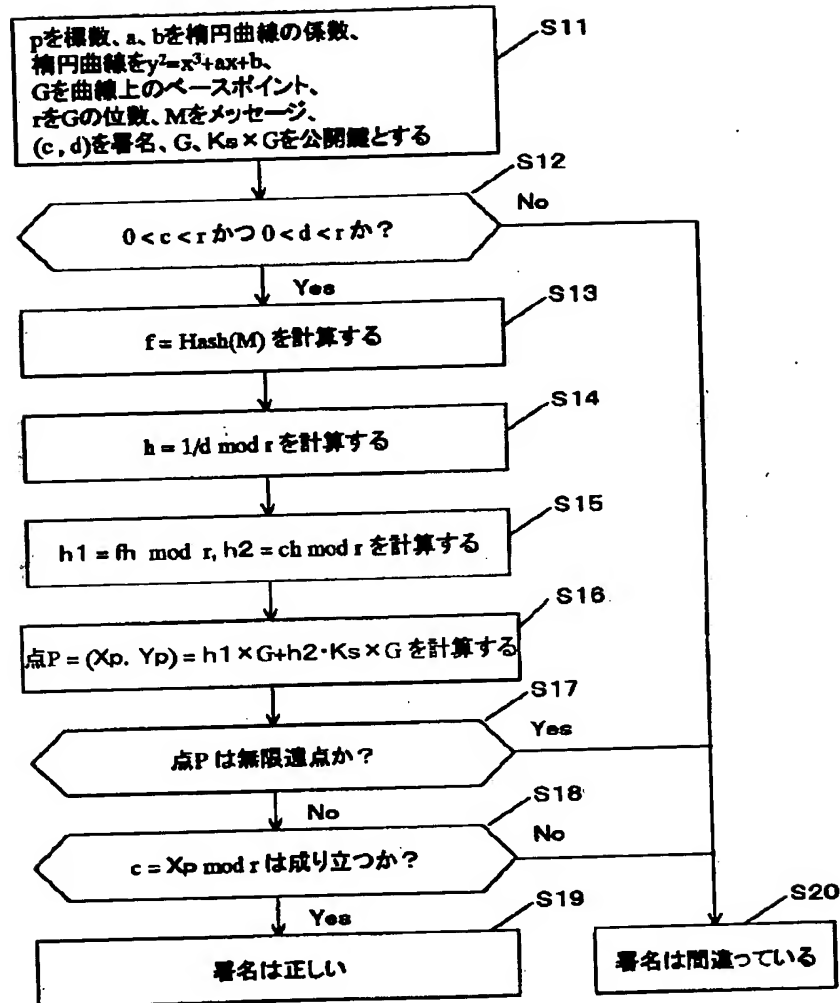 S11
pを標数、a、bを楕円曲線の係数、
楕円曲線をy²=x³+ax+b、
Gを曲線上のベースポイント、
rをGの位数、Mをメッセージ、
(c, d)を署名、G、Ks×Gを公開鍵とする
S12
0<c<rかつ0<d<rか?
No
Yes
S13
f = Hash(M) を計算する
S14
h = 1/d mod r を計算する
S15
h1 = fh mod r, h2 = ch mod r を計算する
S16
点P = (Xp, Yp) = h1×G+h2・Ks×G を計算する
S17
点P は無限遠点か?
Yes
No
S18
c = Xp mod r は成り立つか?
No
Yes
S19
署名は正しい
S20
署名は間違っている